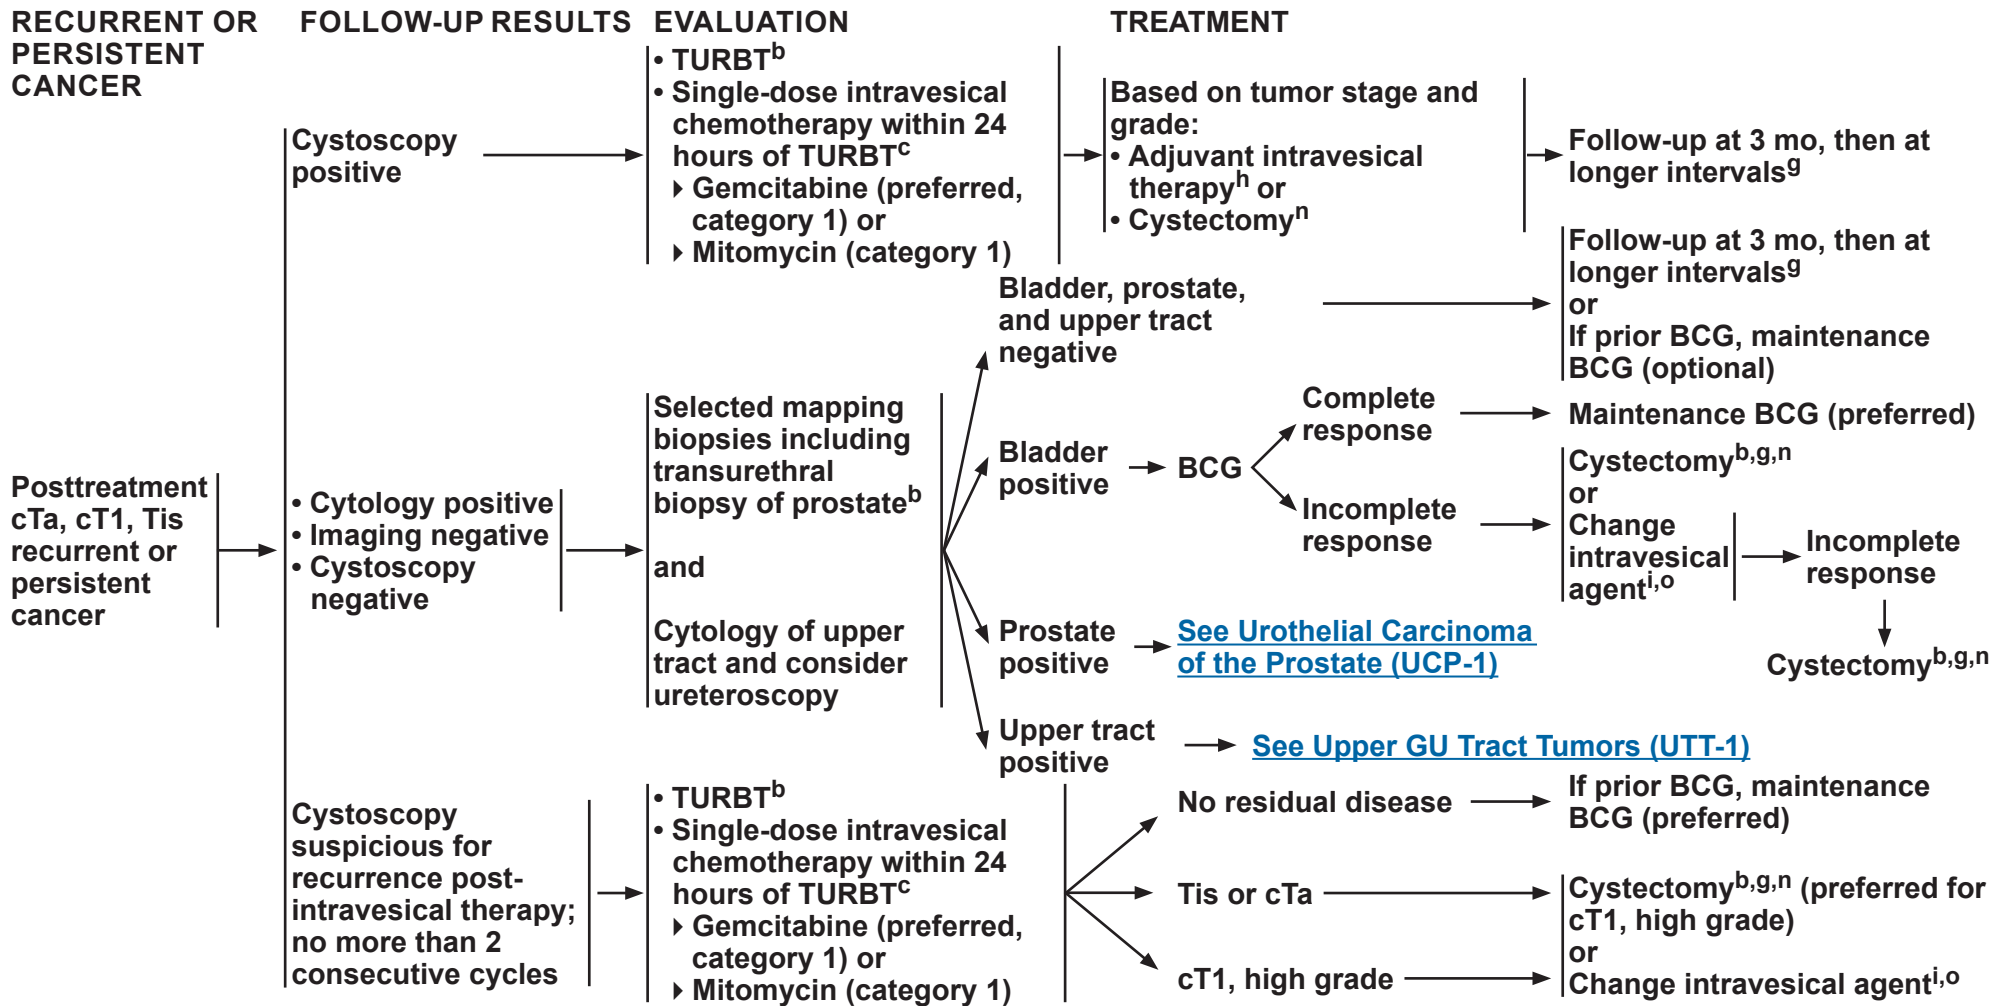 RECURRENT OR
PERSISTENT
CANCER
FOLLOW-UP RESULTS
EVALUATION
TREATMENT
Posttreatment
cTa, cT1, Tis
recurrent or
persistent
cancer
Cystoscopy
positive
• TURBTb
• Single-dose intravesical
chemotherapy within 24
hours of TURBTc
▸ Gemcitabine (preferred,
category 1) or
▸ Mitomycin (category 1)
Based on tumor stage and
grade:
• Adjuvant intravesical
therapyh or
• Cystectomyn
Follow-up at 3 mo, then at
longer intervalsg
• Cytology positive
• Imaging negative
• Cystoscopy
negative
Selected mapping
biopsies including
transurethral
biopsy of prostateb
and
Cytology of upper
tract and consider
ureteroscopy
Bladder, prostate,
and upper tract
negative
Follow-up at 3 mo, then at
longer intervalsg
or
If prior BCG, maintenance
BCG (optional)
Bladder
positive
BCG
Complete
response
Maintenance BCG (preferred)
Incomplete
response
Cystectomyb,g,n
or
Change
intravesical
agenti,o
Incomplete
response
Cystectomyb,g,n
Prostate
positive
See Urothelial Carcinoma
of the Prostate (UCP-1)
Upper tract
positive
See Upper GU Tract Tumors (UTT-1)
Cystoscopy
suspicious for
recurrence post-
intravesical therapy;
no more than 2
consecutive cycles
• TURBTb
• Single-dose intravesical
chemotherapy within 24
hours of TURBTc
▸ Gemcitabine (preferred,
category 1) or
▸ Mitomycin (category 1)
No residual disease
If prior BCG, maintenance
BCG (preferred)
Tis or cTa
cT1, high grade
Cystectomyb,g,n (preferred for
cT1, high grade)
or
Change intravesical agenti,o